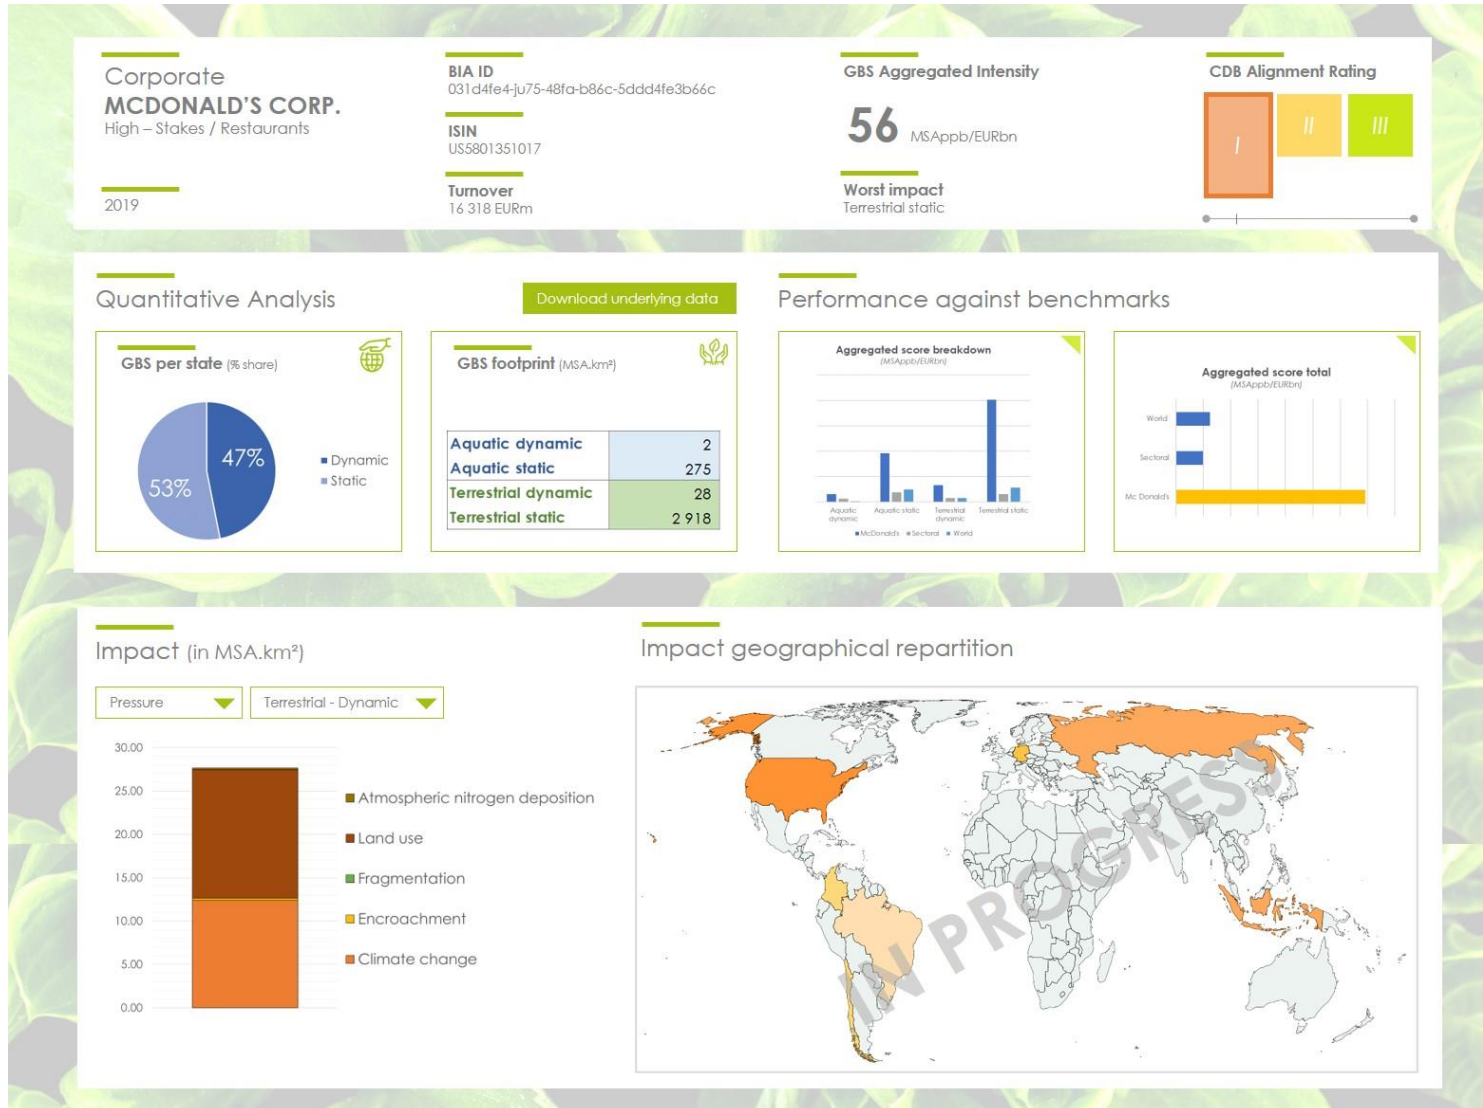 Corporate
MCDONALD'S CORP.
High – Stakes / Restaurants
2019
BIA ID
031d4fe4-ju75-48fa-b86c-5ddd4fe3b66c
ISIN
US5801351017
Turnover
16 318 EURm
GBS Aggregated Intensity
56 MSAppb/EURbn
Worst impact
Terrestrial static
CDB Alignment Rating
I II III
Quantitative Analysis
Download underlying data
GBS per state (% share)
47%
53%
Dynamic
Static
GBS footprint (MSA.km²)
Aquatic dynamic 2
Aquatic static 275
Terrestrial dynamic 28
Terrestrial static 2 918
Performance against benchmarks
Aggregated score breakdown
(MSAppb/EURbn)
Aquatic dynamic
Aquatic static
Terrestrial dynamic
Terrestrial static
McDonald's Sectoral World
Aggregated score total
(MSAppb/EURbn)
World
Sectoral
Mc Donald's
Impact (in MSA.km²)
Pressure
Terrestrial - Dynamic
30.00
25.00
20.00
15.00
10.00
5.00
0.00
Atmospheric nitrogen deposition
Land use
Fragmentation
Encroachment
Climate change
Impact geographical repartition
IN PROGRESS